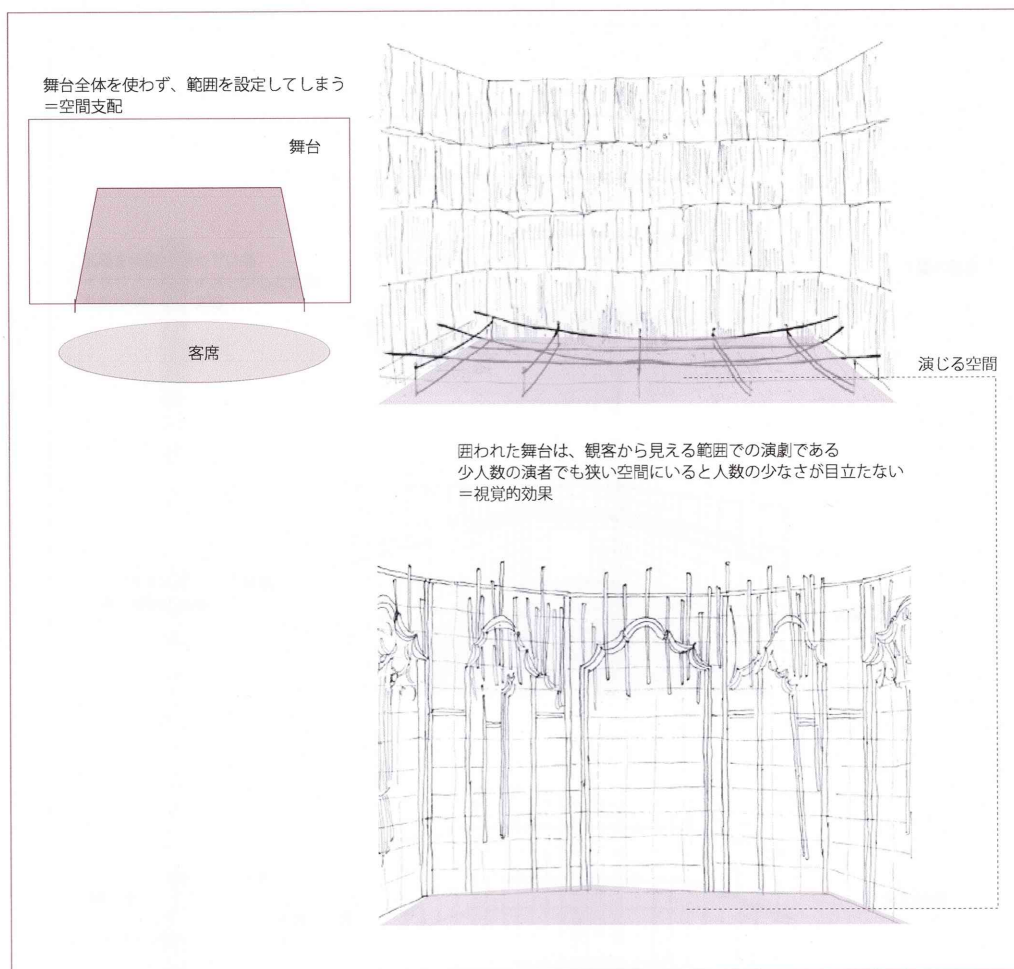 舞台全体を使わず、範囲を設定してしまう
＝空間支配
舞台
客席
演じる空間
囲われた舞台は、観客から見える範囲での演劇である
少人数の演者でも狭い空間にいると人数の少なさが目立たない
＝視覚的効果